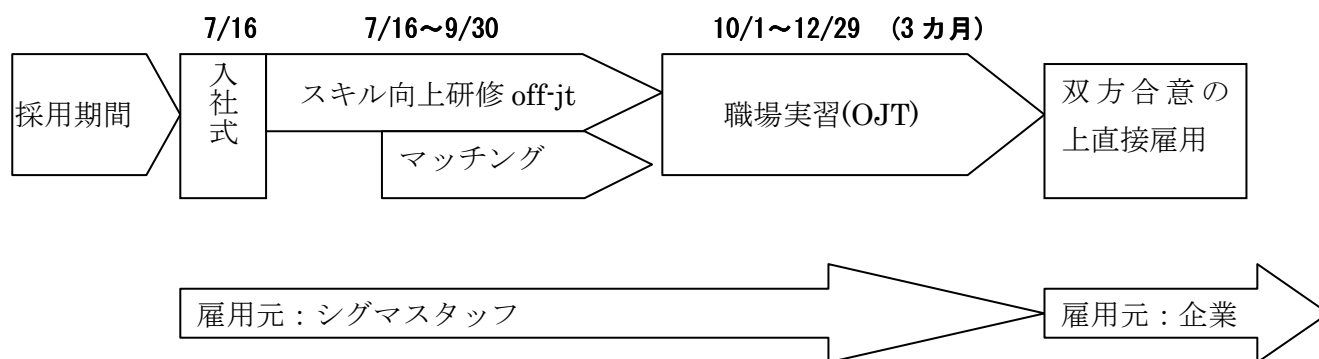 7/16
7/16～9/30
10/1～12/29 (3カ月)
採用期間
入社式
スキル向上研修 off-jt
マッチング
職場実習(OJT)
双方合意の
上直接雇用
雇用元：シグマスタッフ
雇用元：企業